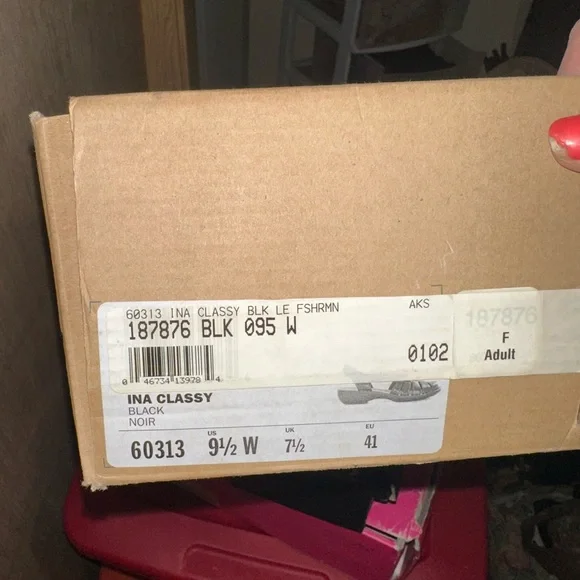 60313 INA CLASSY BLK LE FSHRMN AKS
187876 BLK 095 W
187876
F
Adult
0102
0 46734 13928 4
INA CLASSY
BLACK
NOIR
US UK EU
60313 9½ W 7½ 41